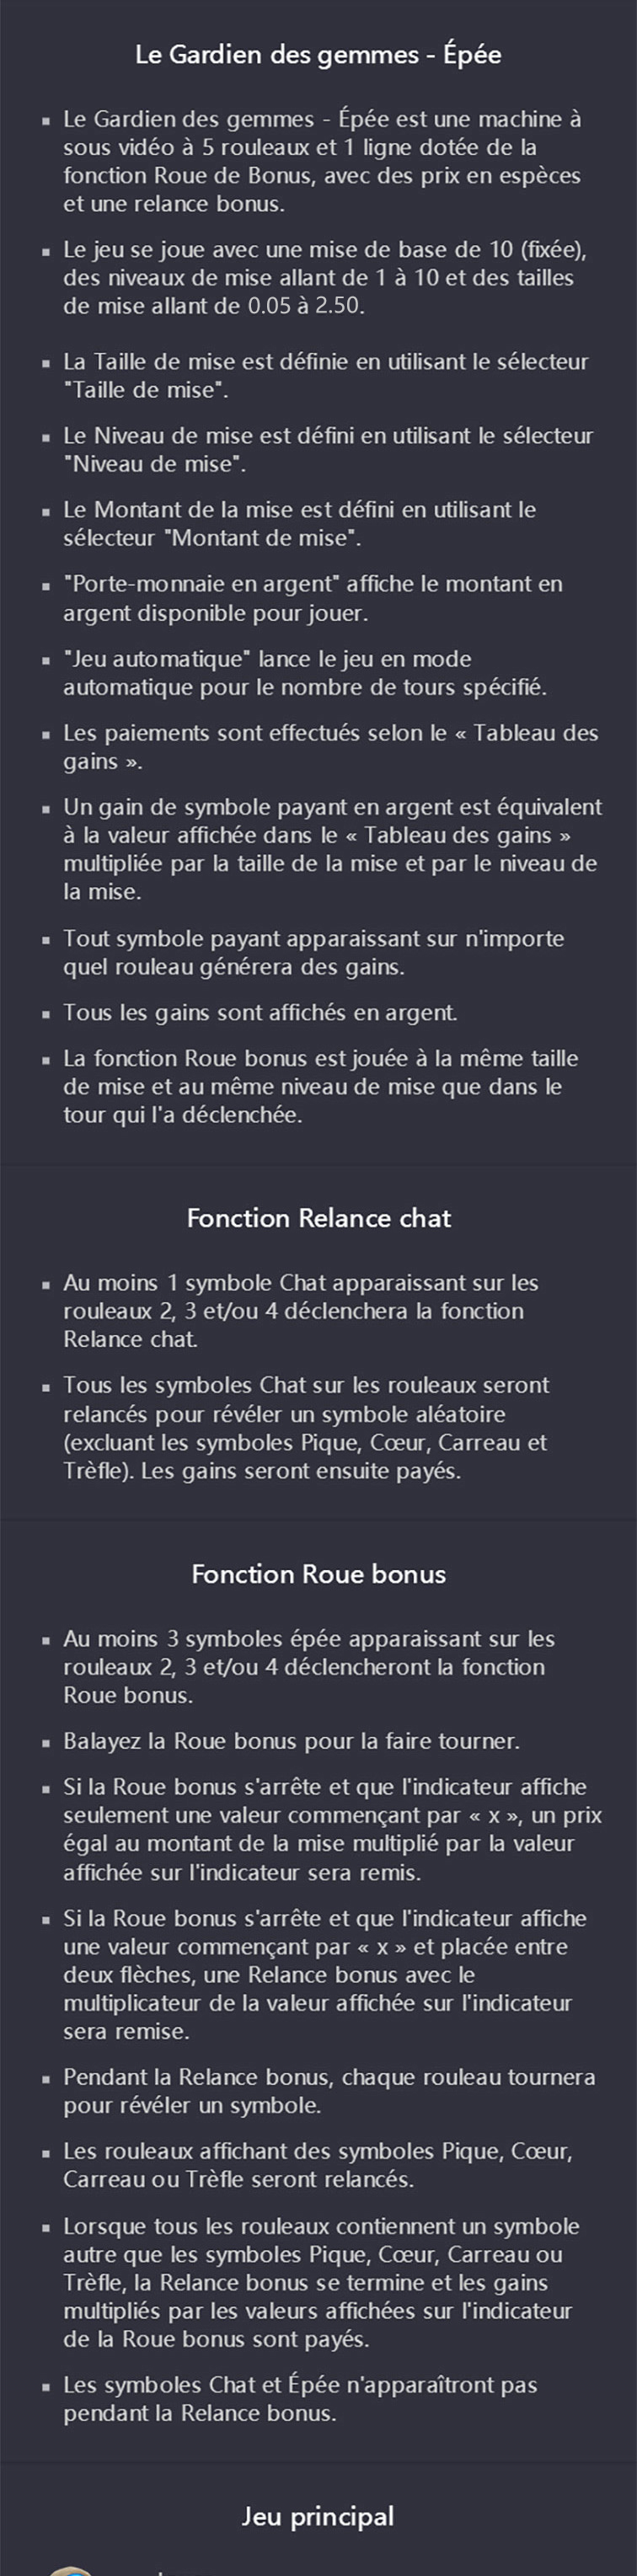 Le Gardien des gemmes - Épée
▪ Le Gardien des gemmes - Épée est une machine à
sous vidéo à 5 rouleaux et 1 ligne dotée de la
fonction Roue de Bonus, avec des prix en espèces
et une relance bonus.
▪ Le jeu se joue avec une mise de base de 10 (fixée),
des niveaux de mise allant de 1 à 10 et des tailles
de mise allant de 0.05 à 2.50.
▪ La Taille de mise est définie en utilisant le sélecteur
"Taille de mise".
▪ Le Niveau de mise est défini en utilisant le sélecteur
"Niveau de mise".
▪ Le Montant de la mise est défini en utilisant le
sélecteur "Montant de mise".
▪ "Porte-monnaie en argent" affiche le montant en
argent disponible pour jouer.
▪ "Jeu automatique" lance le jeu en mode
automatique pour le nombre de tours spécifié.
▪ Les paiements sont effectués selon le « Tableau des
gains ».
▪ Un gain de symbole payant en argent est équivalent
à la valeur affichée dans le « Tableau des gains »
multipliée par la taille de la mise et par le niveau de
la mise.
▪ Tout symbole payant apparaissant sur n'importe
quel rouleau générera des gains.
▪ Tous les gains sont affichés en argent.
▪ La fonction Roue bonus est jouée à la même taille
de mise et au même niveau de mise que dans le
tour qui l'a déclenchée.
Fonction Relance chat
▪ Au moins 1 symbole Chat apparaissant sur les
rouleaux 2, 3 et/ou 4 déclenchera la fonction
Relance chat.
▪ Tous les symboles Chat sur les rouleaux seront
relancés pour révéler un symbole aléatoire
(excluant les symboles Pique, Cœur, Carreau et
Trèfle). Les gains seront ensuite payés.
Fonction Roue bonus
▪ Au moins 3 symboles épée apparaissant sur les
rouleaux 2, 3 et/ou 4 déclencheront la fonction
Roue bonus.
▪ Balayez la Roue bonus pour la faire tourner.
▪ Si la Roue bonus s'arrête et que l'indicateur affiche
seulement une valeur commençant par « x », un prix
égal au montant de la mise multiplié par la valeur
affichée sur l'indicateur sera remis.
▪ Si la Roue bonus s'arrête et que l'indicateur affiche
une valeur commençant par « x » et placée entre
deux flèches, une Relance bonus avec le
multiplicateur de la valeur affichée sur l'indicateur
sera remise.
▪ Pendant la Relance bonus, chaque rouleau tournera
pour révéler un symbole.
▪ Les rouleaux affichant des symboles Pique, Cœur,
Carreau ou Trèfle seront relancés.
▪ Lorsque tous les rouleaux contiennent un symbole
autre que les symboles Pique, Cœur, Carreau ou
Trèfle, la Relance bonus se termine et les gains
multipliés par les valeurs affichées sur l'indicateur
de la Roue bonus sont payés.
▪ Les symboles Chat et Épée n'apparaîtront pas
pendant la Relance bonus.
Jeu principal